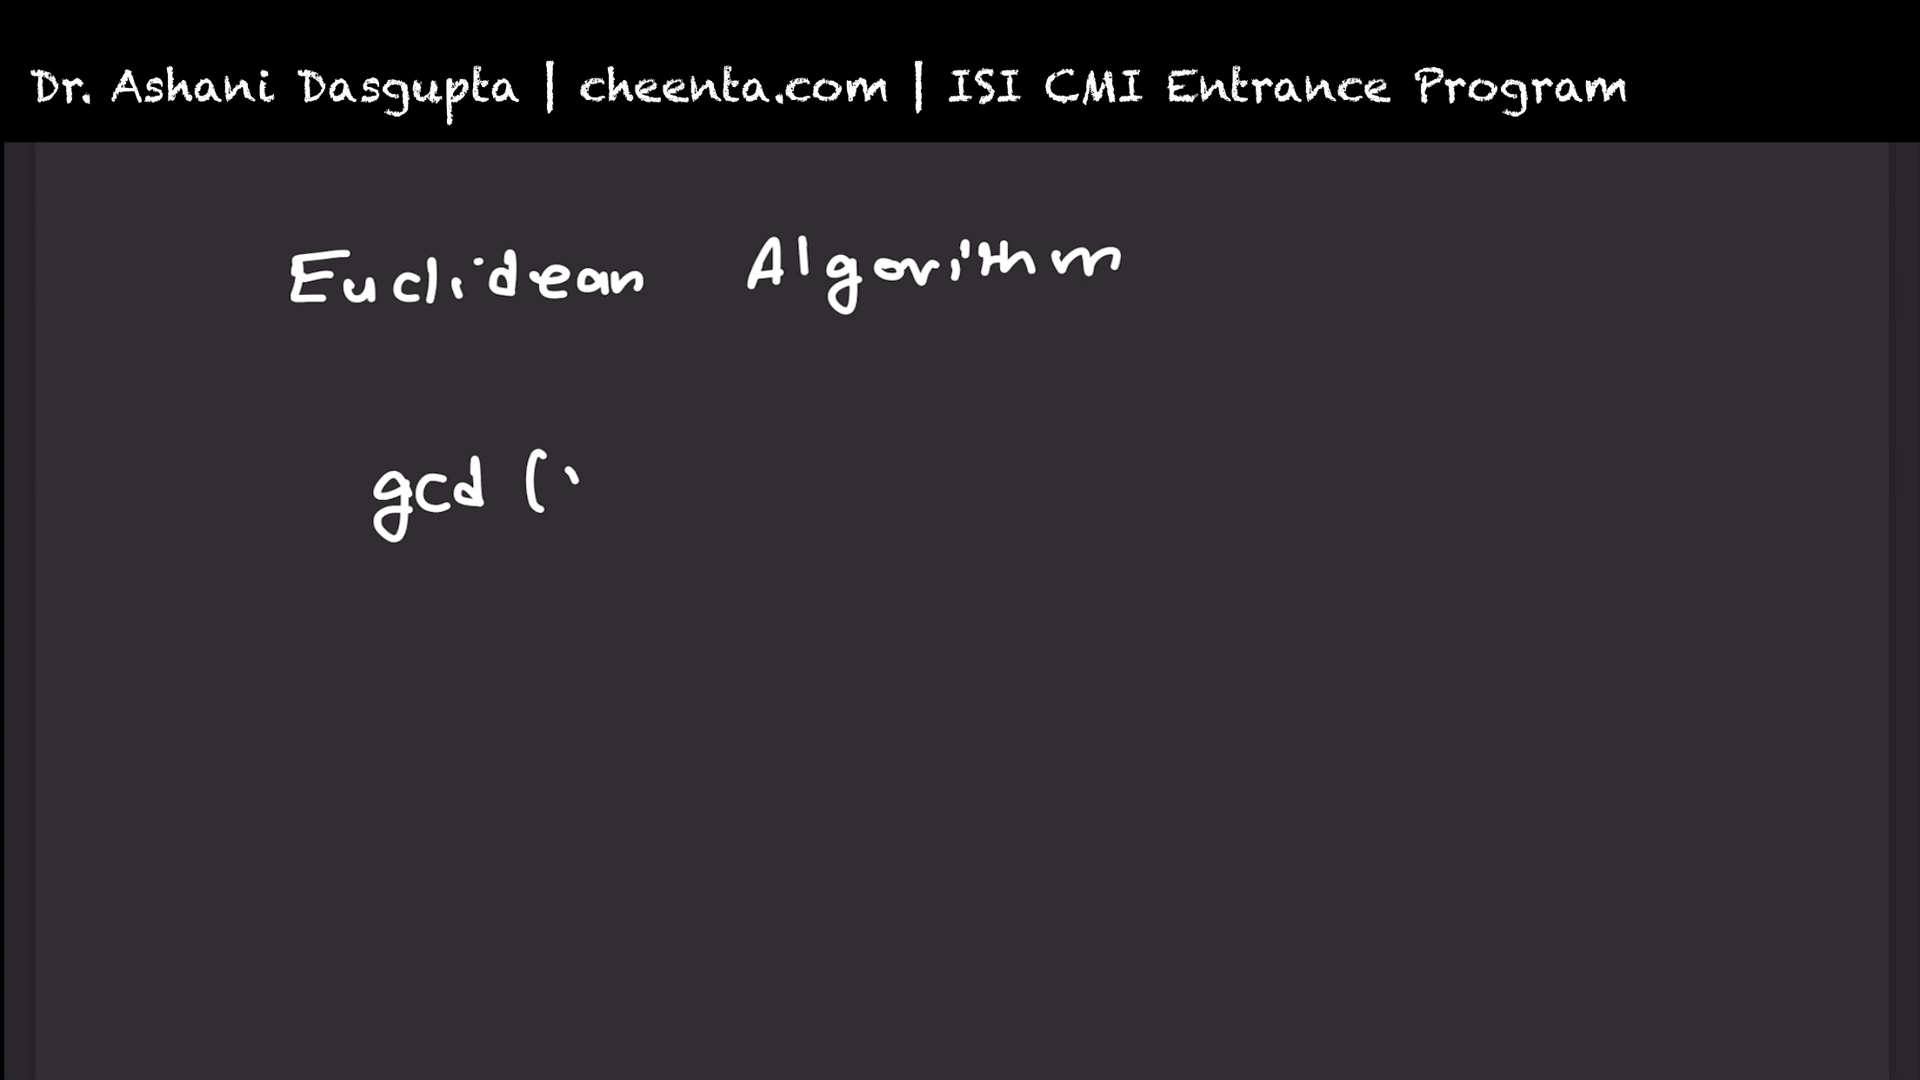 Dr. Ashani Dasgupta | cheenta.com | ISI CMI Entrance Program
Euclidean Algorithm
gcd (